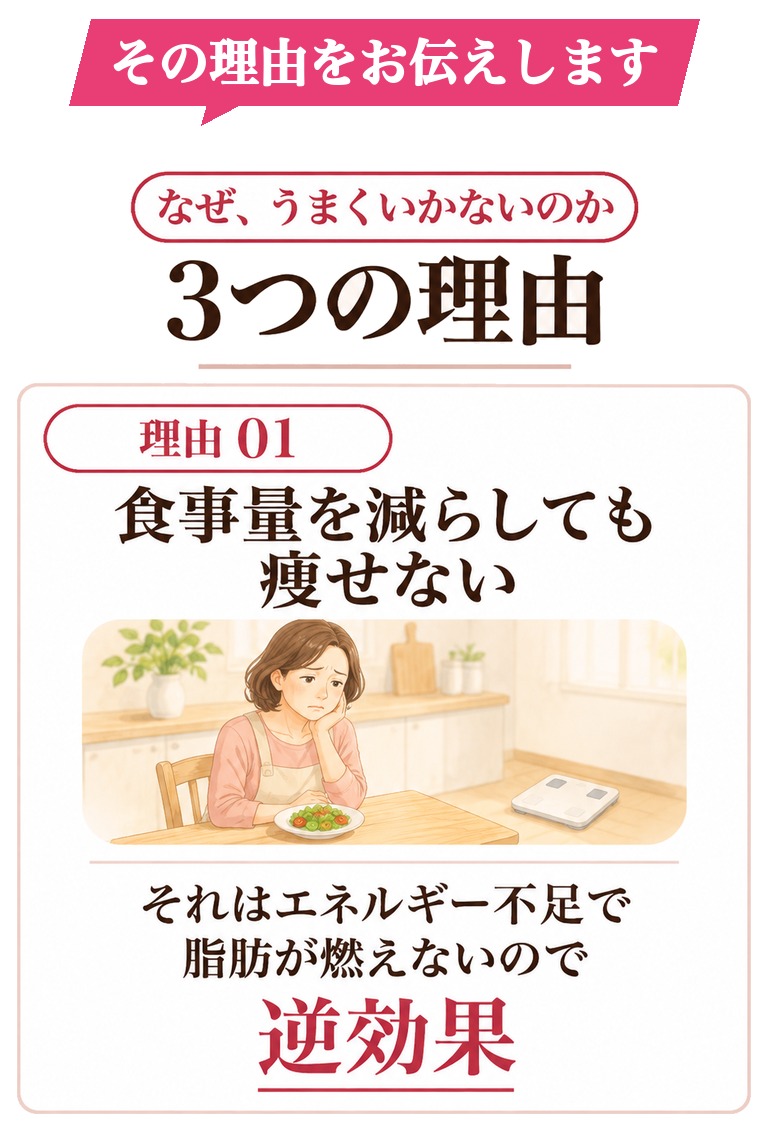 その理由をお伝えします
なぜ、うまくいかないのか
3つの理由
理由 01
食事量を減らしても
痩せない
それはエネルギー不足で
脂肪が燃えないので
逆効果